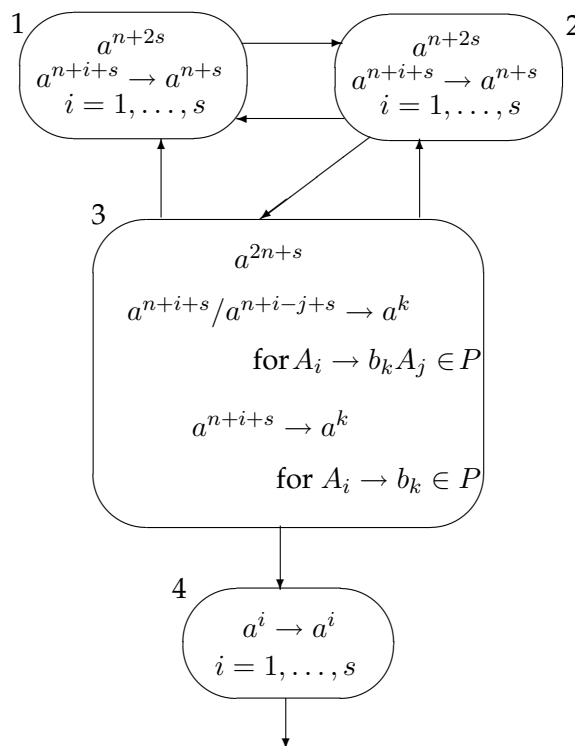 1
a^{n+2s}
a^{n+i+s} → a^{n+s}
i = 1, . . . , s
2
a^{n+2s}
a^{n+i+s} → a^{n+s}
i = 1, . . . , s
3
a^{2n+s}
a^{n+i+s}/a^{n+i−j+s} → a^k
for A_i → b_k A_j ∈ P
a^{n+i+s} → a^k
for A_i → b_k ∈ P
4
a^i → a^i
i = 1, . . . , s